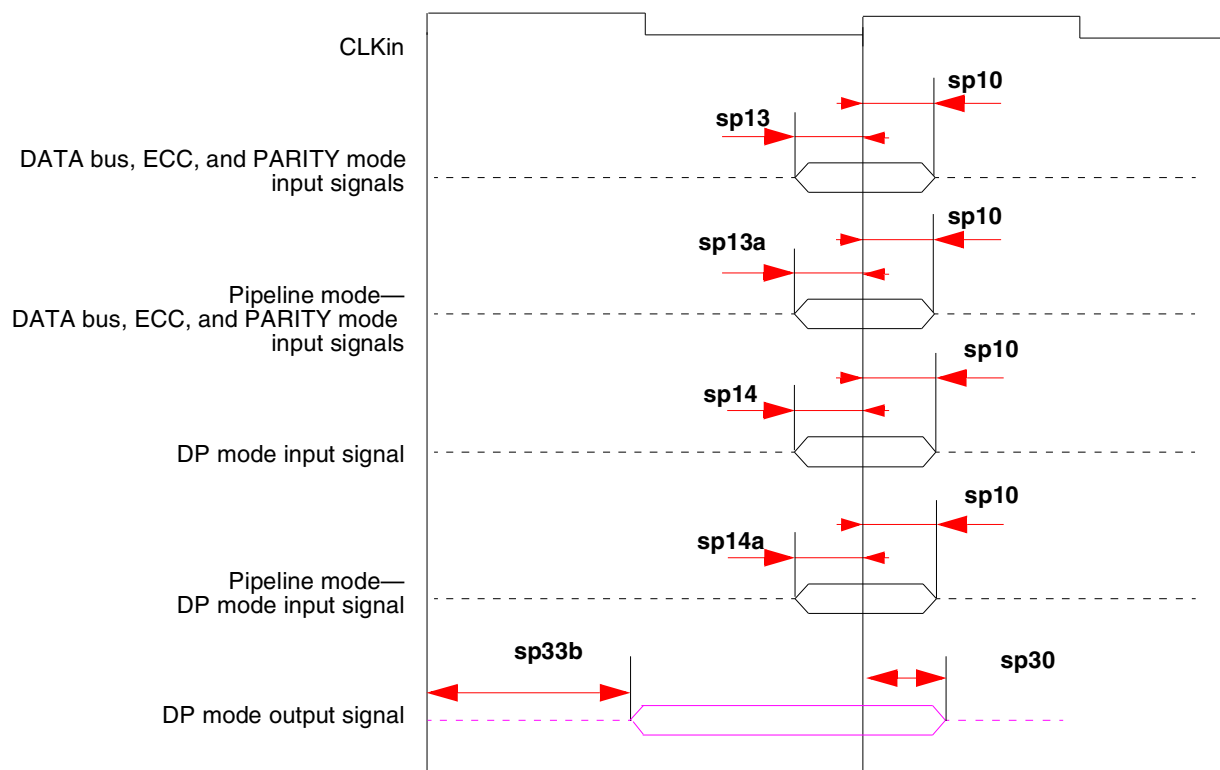 CLKin
sp10
sp13
DATA bus, ECC, and PARITY mode
input signals
sp10
sp13a
Pipeline mode—
DATA bus, ECC, and PARITY mode
input signals
sp10
sp14
DP mode input signal
sp10
sp14a
Pipeline mode—
DP mode input signal
sp33b
sp30
DP mode output signal